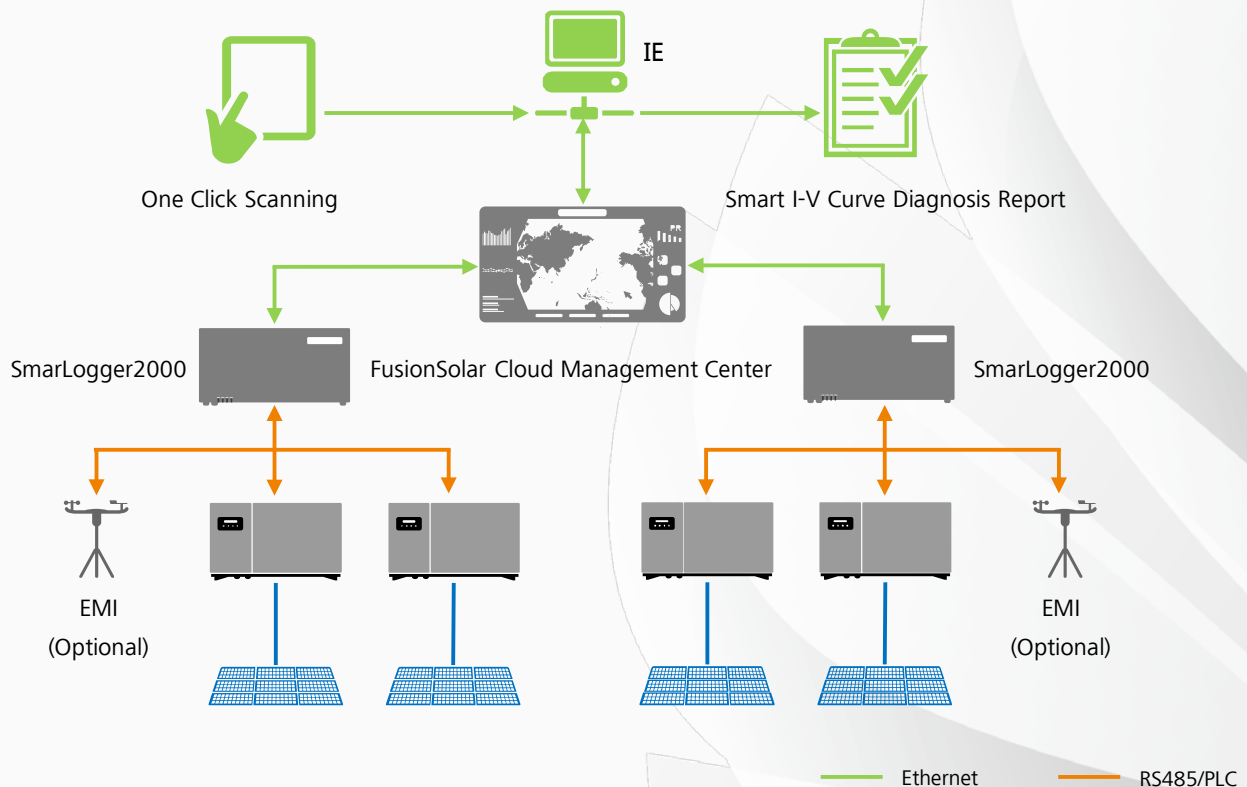 IE
One Click Scanning
Smart I-V Curve Diagnosis Report
PR
SmarLogger2000
FusionSolar Cloud Management Center
SmarLogger2000
EMI
(Optional)
EMI
(Optional)
Ethernet
RS485/PLC